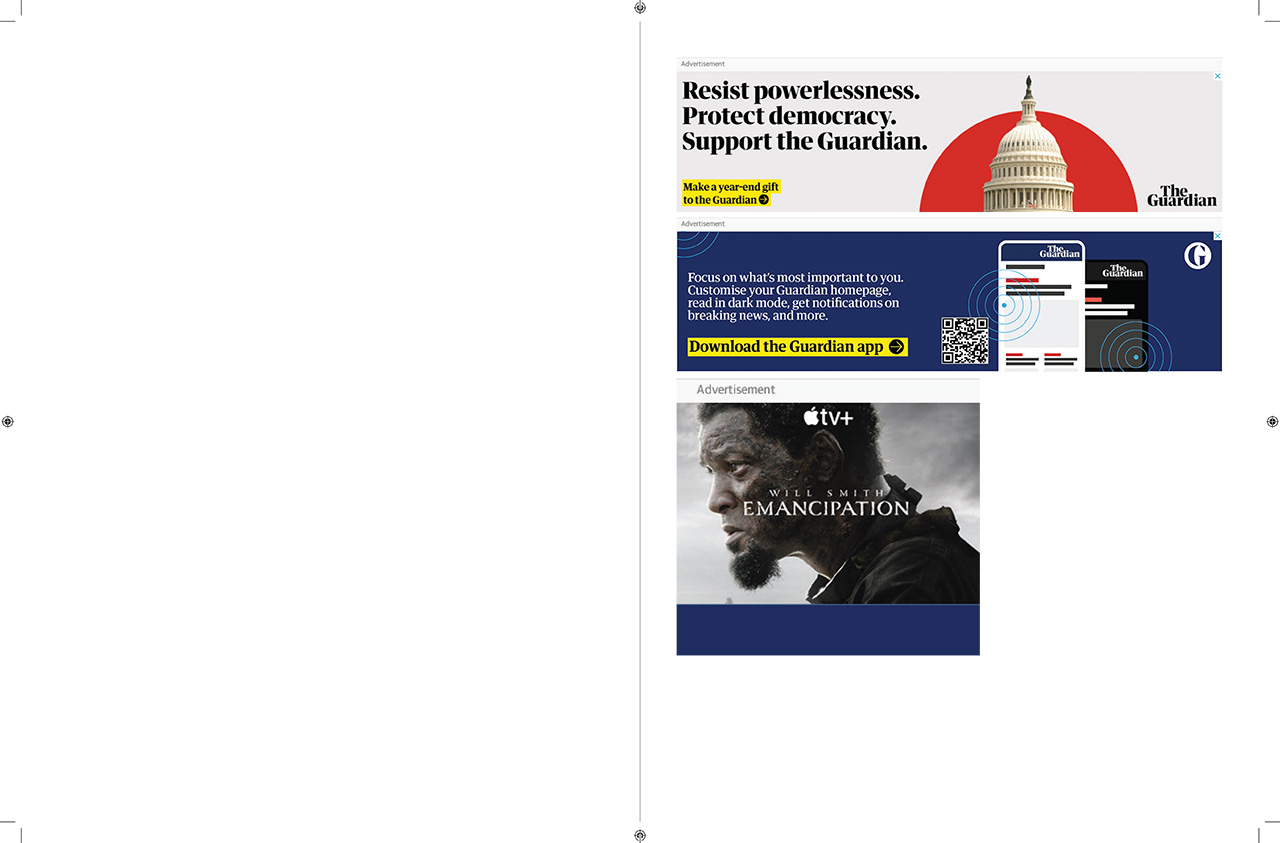 Advertisement
Resist powerlessness.
Protect democracy.
Support the Guardian.
Make a year-end gift
to the Guardian
The
Guardian
Advertisement
Focus on what's most important to you.
Customise your Guardian homepage,
read in dark mode, get notifications on
breaking news, and more.
Download the Guardian app
The
Guardian
The
Guardian
G
Advertisement
tv+
WILL SMITH
EMANCIPATION